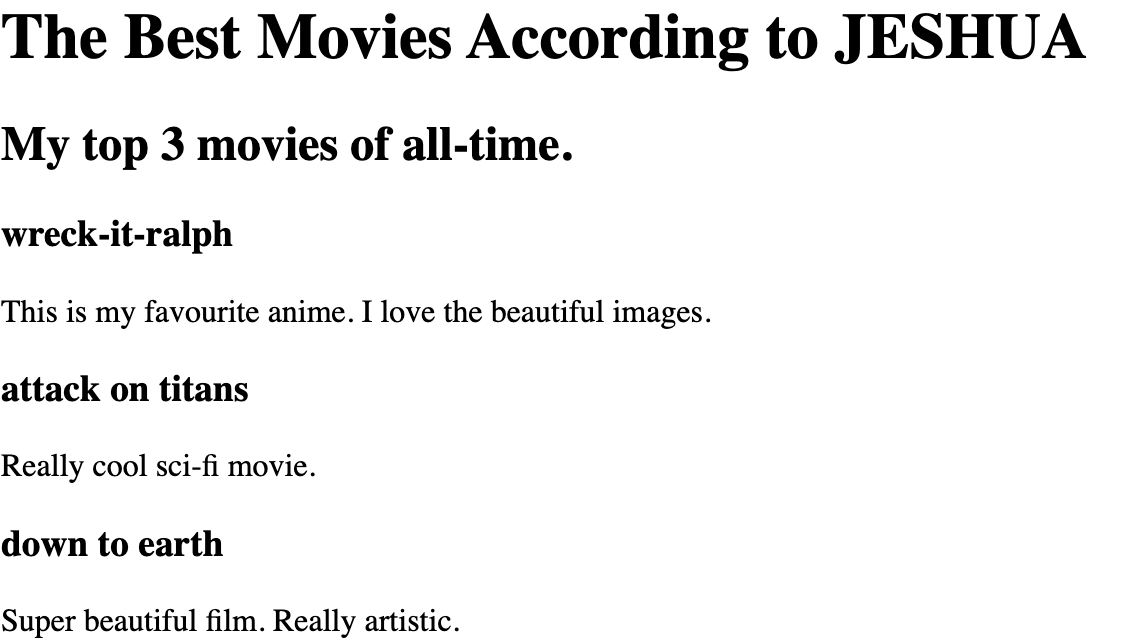 The Best Movies According to JESHUA
My top 3 movies of all-time.
wreck-it-ralph
This is my favourite anime. I love the beautiful images.
attack on titans
Really cool sci-fi movie.
down to earth
Super beautiful film. Really artistic.